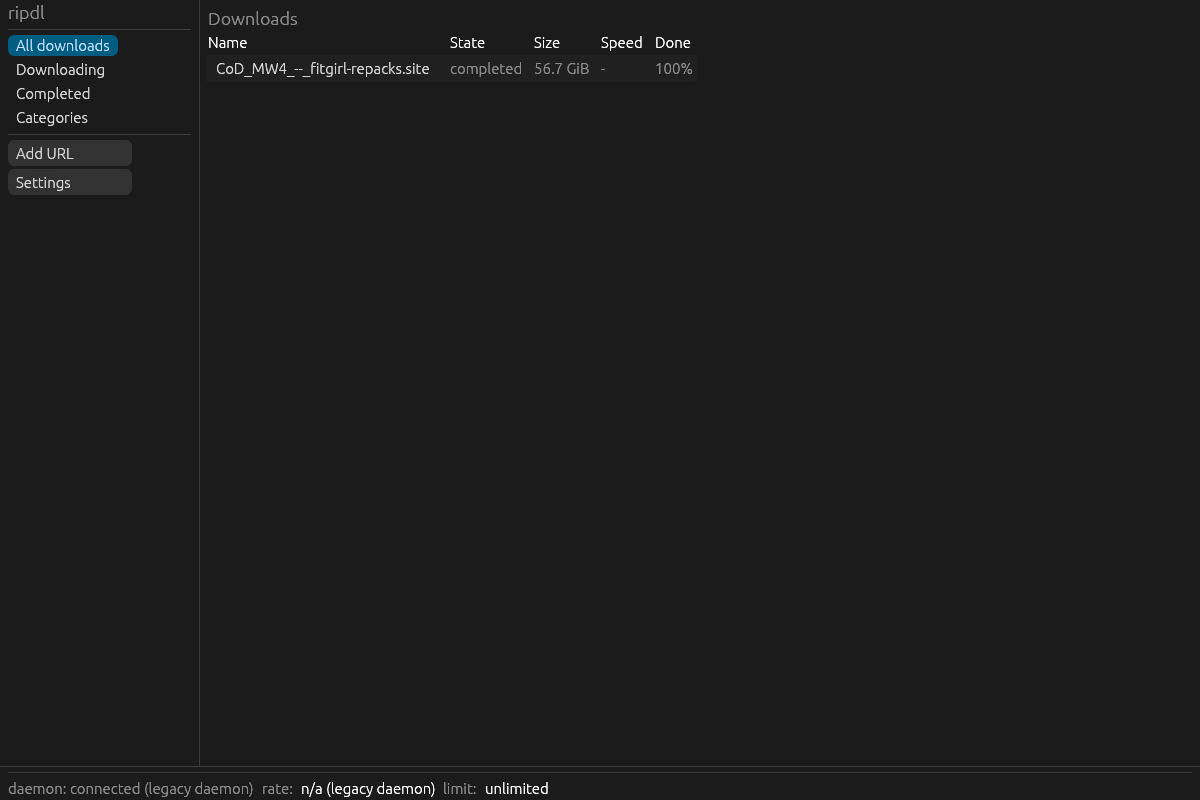 ripdl
All downloads
Downloading
Completed
Categories
Add URL
Settings
Downloads
Name State Size Speed Done
CoD_MW4_--_fitgirl-repacks.site completed 56.7 GiB - 100%
daemon: connected (legacy daemon) rate: n/a (legacy daemon) limit: unlimited